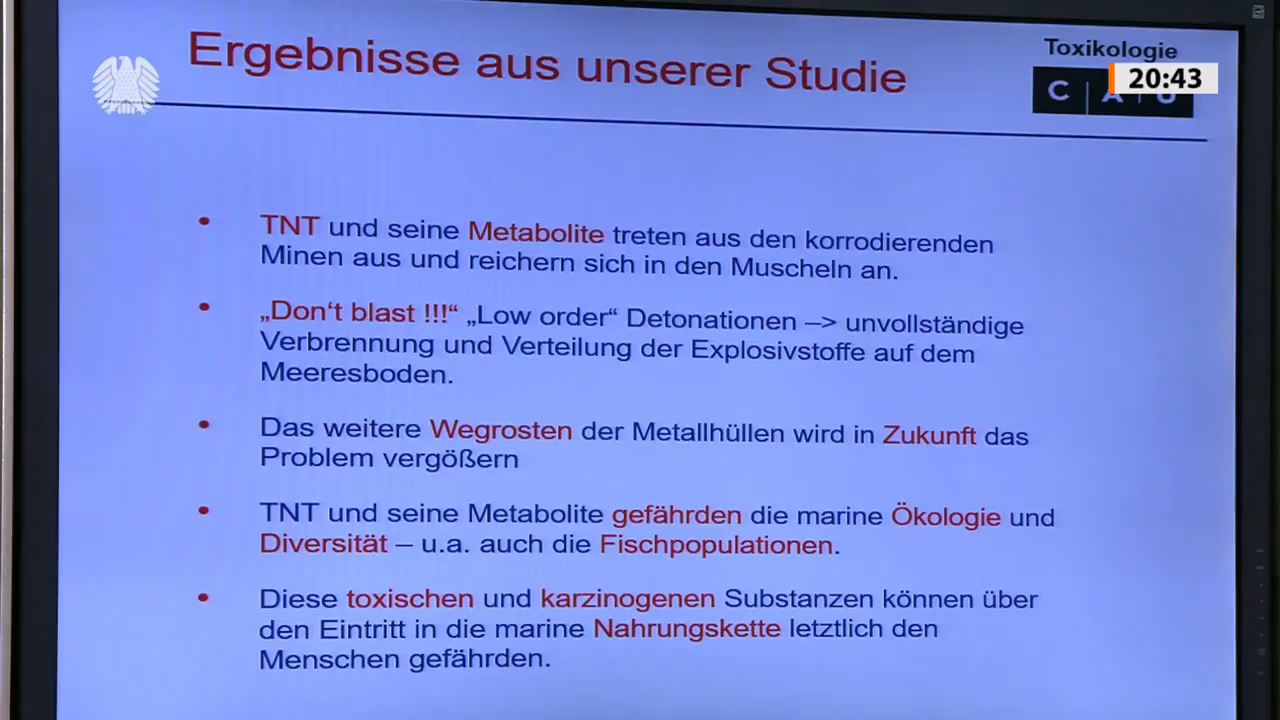 Ergebnisse aus unserer Studie
Toxikologie
20:43
C | A | U
• TNT und seine Metabolite treten aus den korrodierenden
Minen aus und reichern sich in den Muscheln an.
• „Don‘t blast !!!“ „Low order“ Detonationen –> unvollständige
Verbrennung und Verteilung der Explosivstoffe auf dem
Meeresboden.
• Das weitere Wegrosten der Metallhüllen wird in Zukunft das
Problem vergößern
• TNT und seine Metabolite gefährden die marine Ökologie und
Diversität – u.a. auch die Fischpopulationen.
• Diese toxischen und karzinogenen Substanzen können über
den Eintritt in die marine Nahrungskette letztlich den
Menschen gefährden.